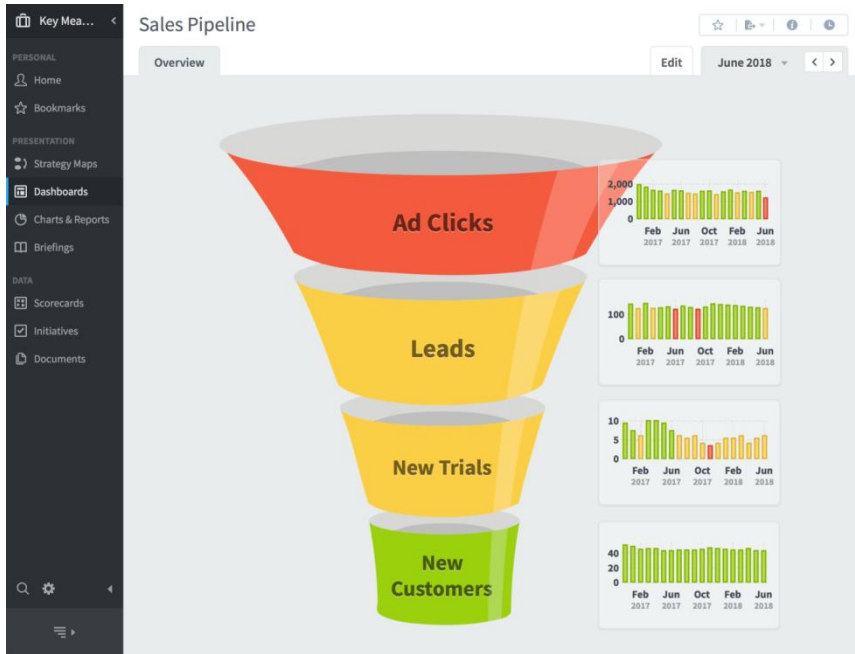 Key Mea...
PERSONAL
Home
Bookmarks
PRESENTATION
Strategy Maps
Dashboards
Charts & Reports
Briefings
DATA
Scorecards
Initiatives
Documents
Sales Pipeline
Overview
Edit
June 2018
Ad Clicks
2,000
1,000
0
Feb Jun Oct Feb Jun
2017 2017 2017 2018 2018
Leads
100
0
Feb Jun Oct Feb Jun
2017 2017 2017 2018 2018
New Trials
10
5
0
Feb Jun Oct Feb Jun
2017 2017 2017 2018 2018
New
Customers
40
20
0
Feb Jun Oct Feb Jun
2017 2017 2017 2018 2018